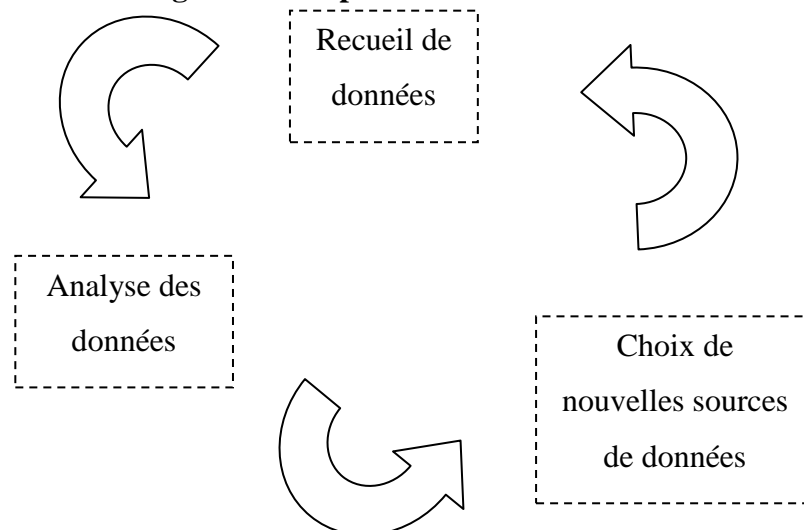 Recueil de
données
Analyse des
données
Choix de
nouvelles sources
de données